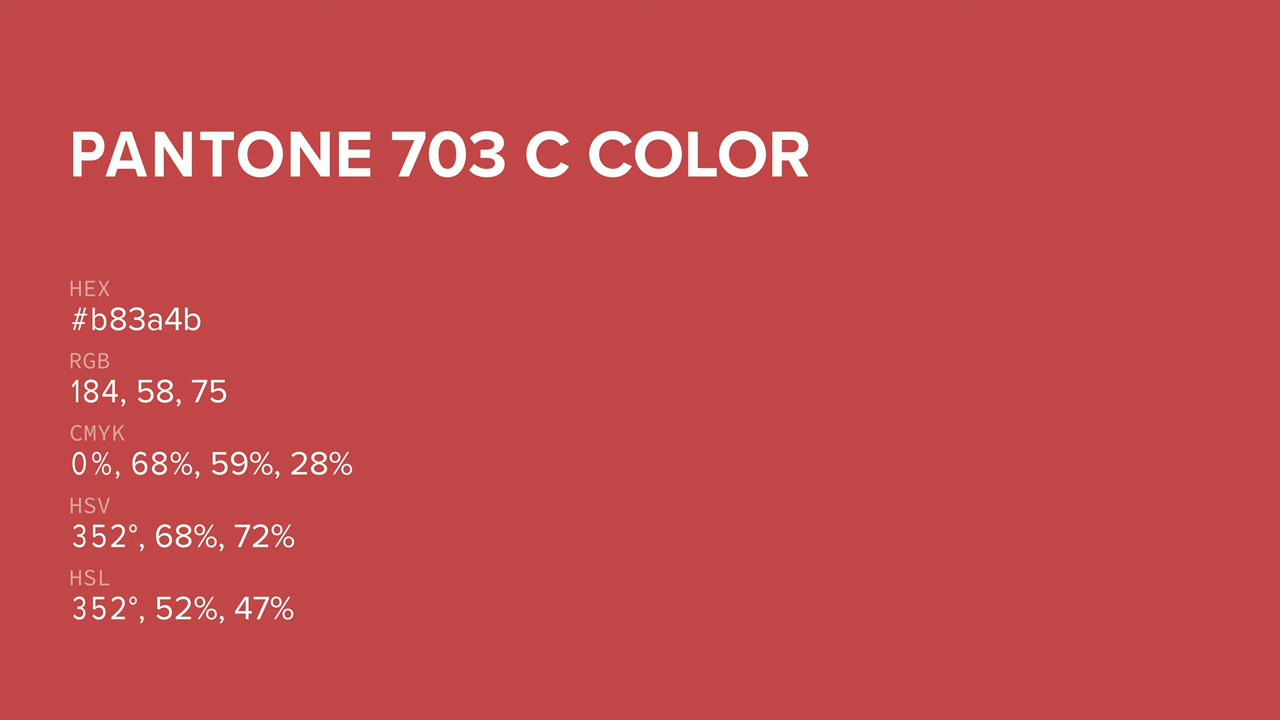 PANTONE 703 C COLOR
HEX
#b83a4b
RGB
184, 58, 75
CMYK
0%, 68%, 59%, 28%
HSV
352°, 68%, 72%
HSL
352°, 52%, 47%